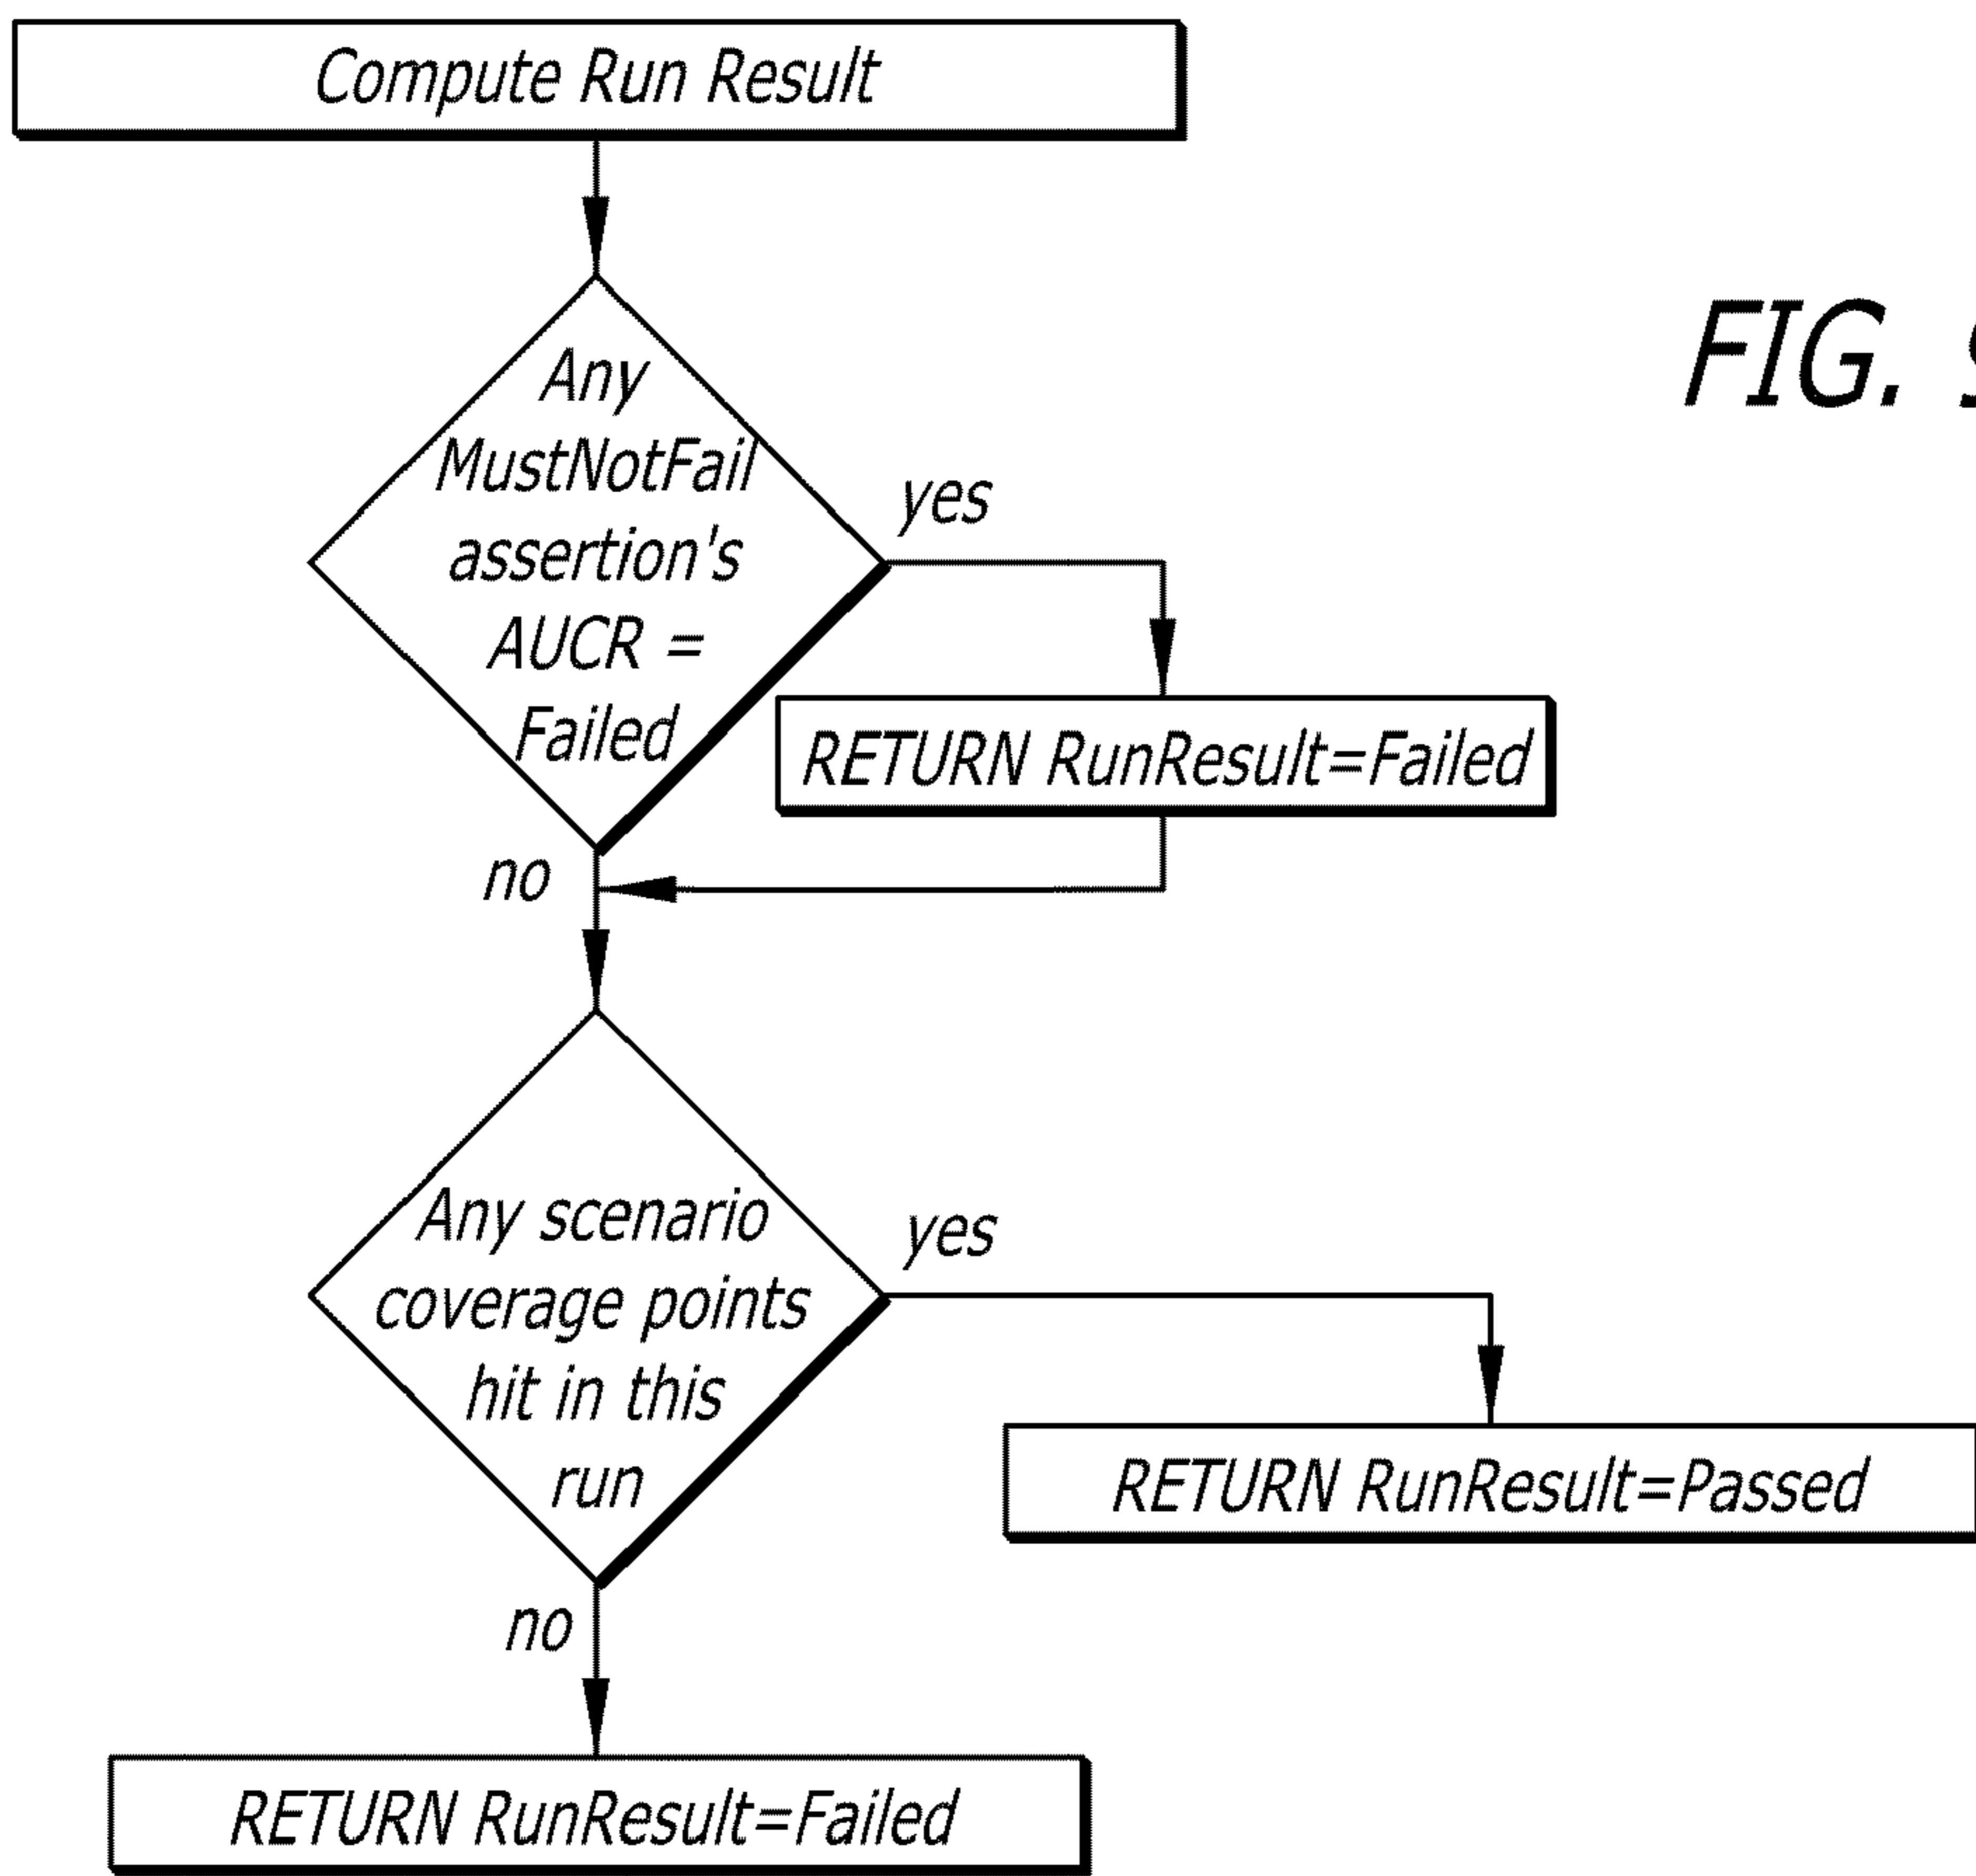 Compute Run Result
FIG.
Any
MustNotFail
assertion's
AUCR =
Failed
yes
RETURN RunResult=Failed
no
Any scenario
coverage points
hit in this
run
yes
RETURN RunResult=Passed
no
RETURN RunResult=Failed